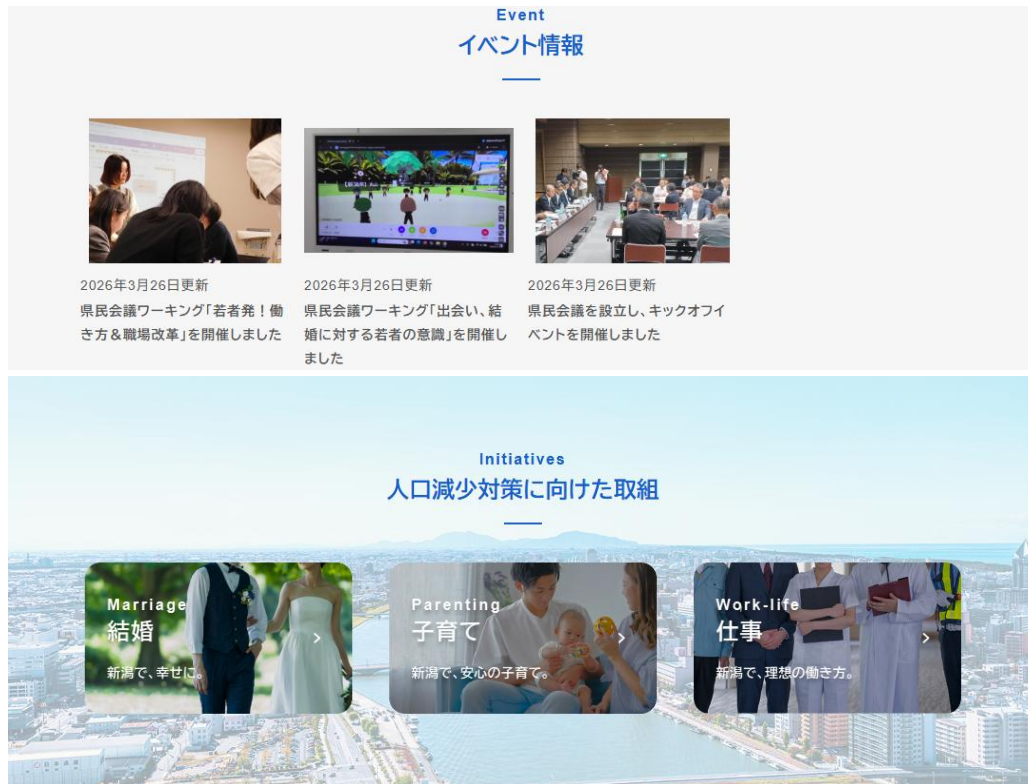 Event
イベント情報
2026年3月26日更新
県民会議ワーキング「若者発！働
き方＆職場改革」を開催しました
2026年3月26日更新
県民会議ワーキング「出会い、結
婚に対する若者の意識」を開催し
ました
2026年3月26日更新
県民会議を設立し、キックオフイ
ベントを開催しました
Initiatives
人口減少対策に向けた取組
Marriage
結婚
新潟で、幸せに。
Parenting
子育て
新潟で、安心の子育て。
Work-life
仕事
新潟で、理想の働き方。